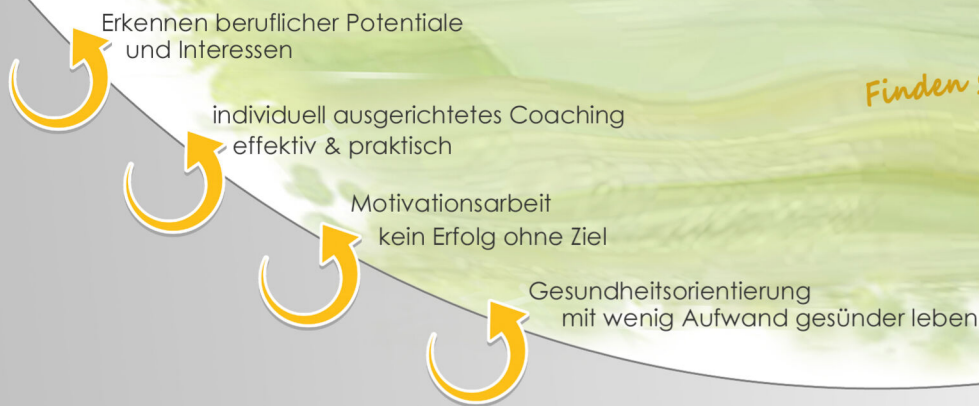 Erkennen beruflicher Potentiale
und Interessen
Finden
individuell ausgerichtetes Coaching
effektiv & praktisch
Motivationsarbeit
kein Erfolg ohne Ziel
Gesundheitsorientierung
mit wenig Aufwand gesünder leben